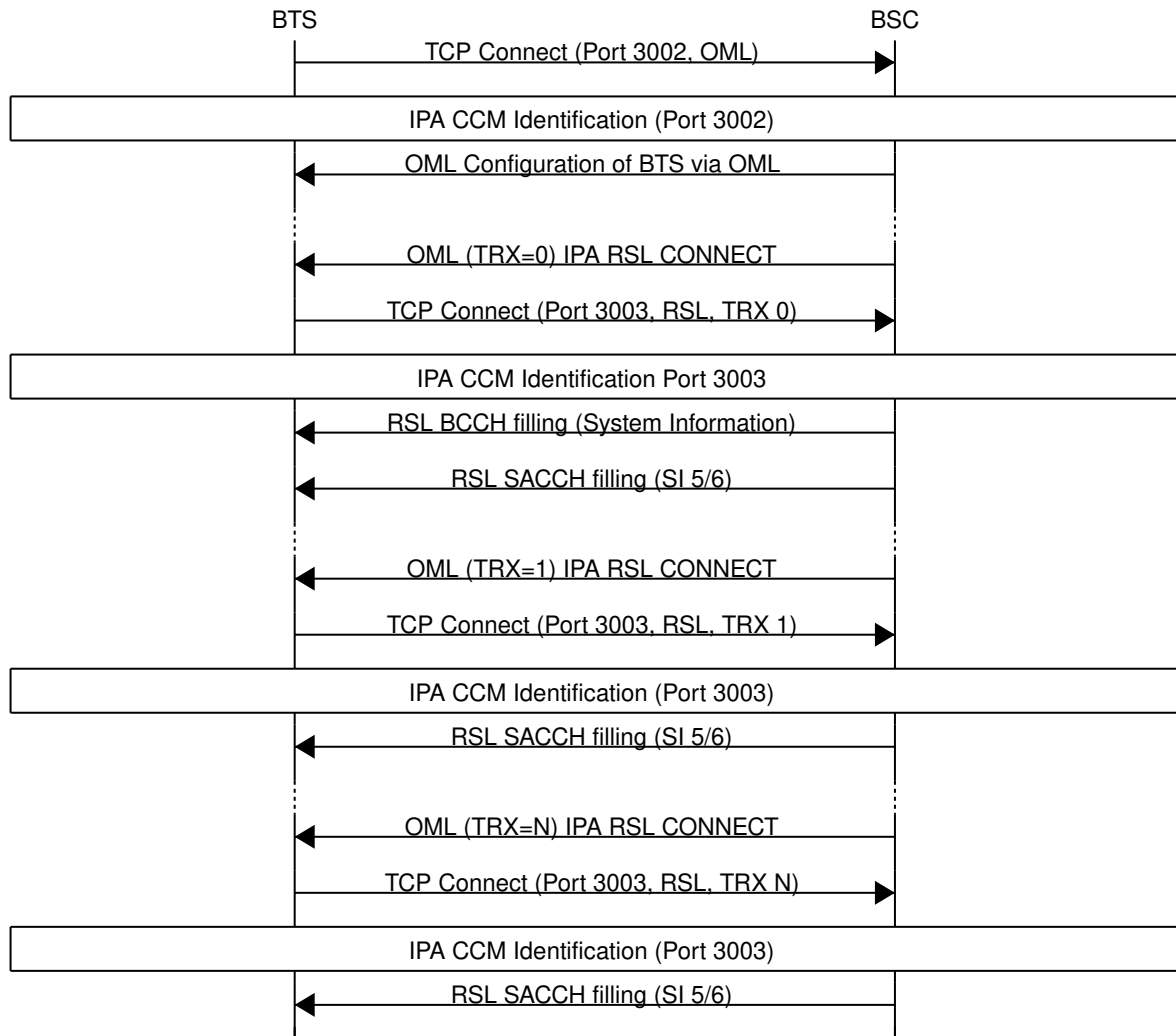 BTS BSC
TCP Connect (Port 3002, OML)
IPA CCM Identification (Port 3002)
OML Configuration of BTS via OML
OML (TRX=0) IPA RSL CONNECT
TCP Connect (Port 3003, RSL, TRX 0)
IPA CCM Identification Port 3003
RSL BCCH filling (System Information)
RSL SACCH filling (SI 5/6)
OML (TRX=1) IPA RSL CONNECT
TCP Connect (Port 3003, RSL, TRX 1)
IPA CCM Identification (Port 3003)
RSL SACCH filling (SI 5/6)
OML (TRX=N) IPA RSL CONNECT
TCP Connect (Port 3003, RSL, TRX N)
IPA CCM Identification (Port 3003)
RSL SACCH filling (SI 5/6)